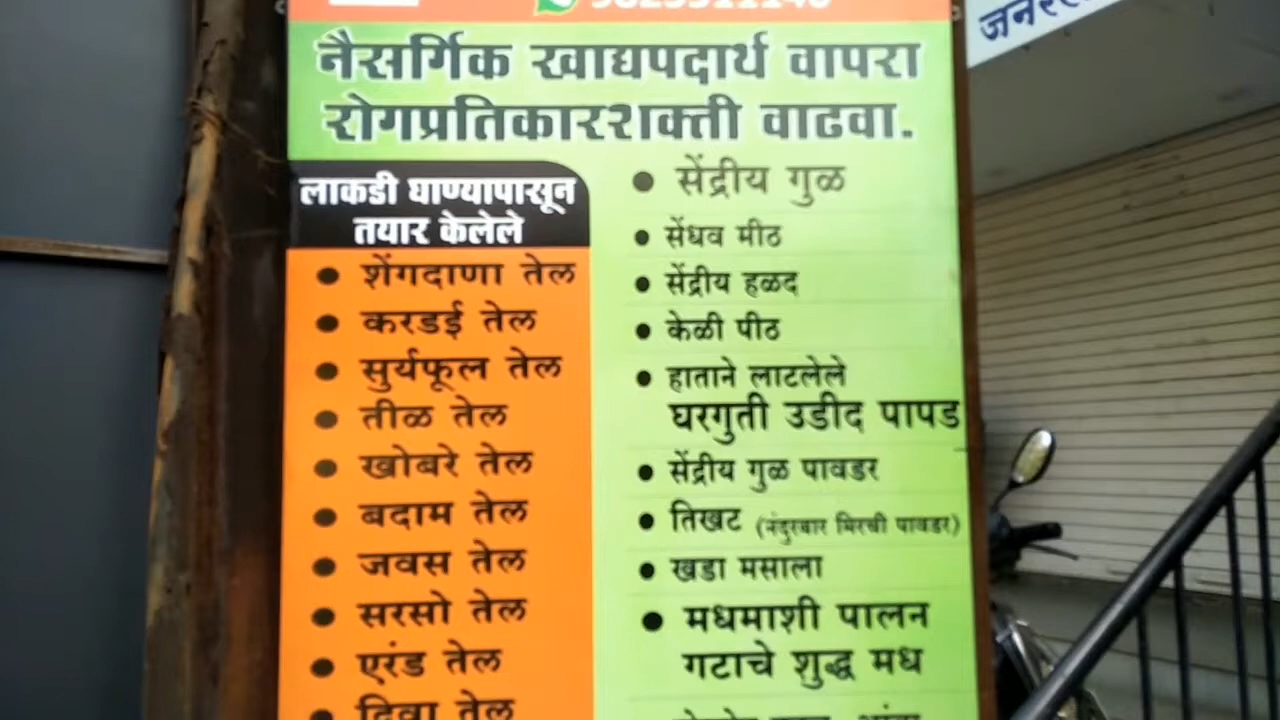 नैसर्गिक खाद्यपदार्थ वापरा
रोगप्रतिकारशक्ती वाढवा.
लाकडी घाण्यापासून
तयार केलेले
• शेंगदाणा तेल
• करडई तेल
• सुर्यफूल तेल
• तीळ तेल
• खोबरे तेल
• बदाम तेल
• जवस तेल
• सरसो तेल
• एरंड तेल
• दिवा तेल
• सेंद्रीय गुळ
• सेंधव मीठ
• सेंद्रीय हळद
• केळी पीठ
• हाताने लाटलेले
घरगुती उडीद पापड
• सेंद्रीय गुळ पावडर
• तिखट (नंदुरबार मिरची पावडर)
• खडा मसाला
• मधमाशी पालन
गटाचे शुद्ध मध